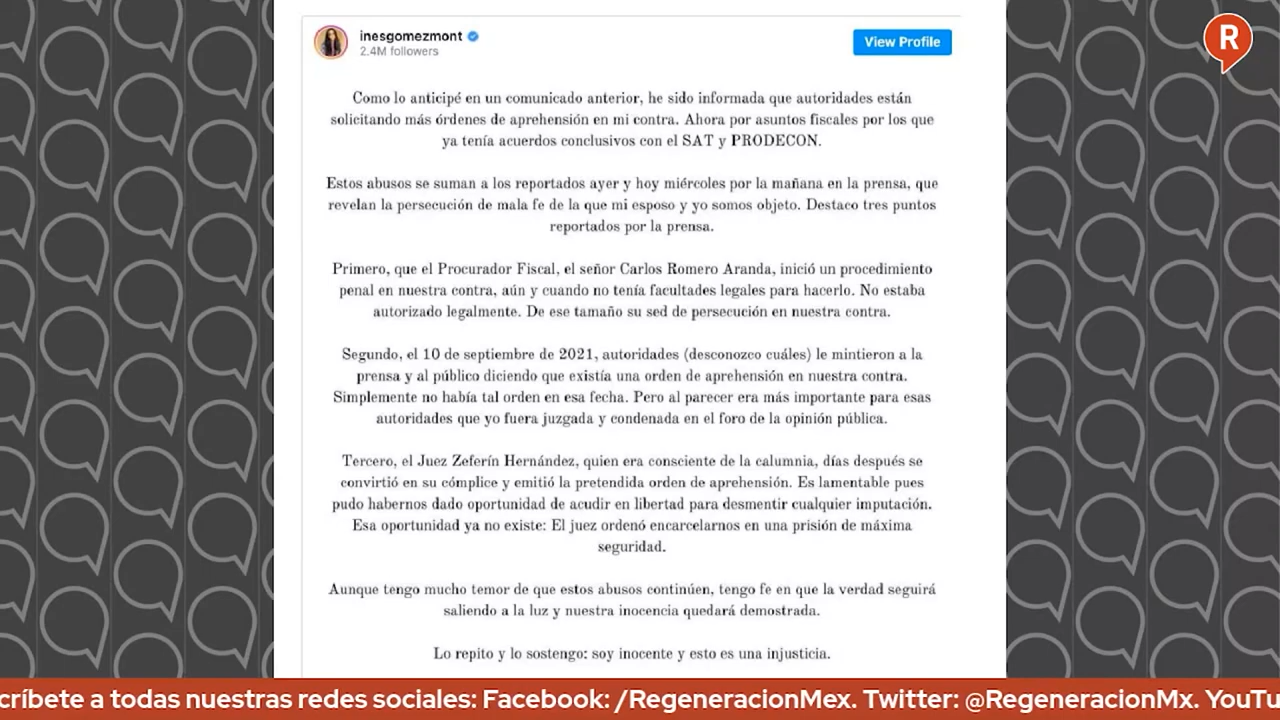 inesgomezmont
2.4M followers
View Profile
R
Como lo anticipé en un comunicado anterior, he sido informada que autoridades están
solicitando más órdenes de aprehensión en mi contra. Ahora por asuntos fiscales por los que
ya tenía acuerdos conclusivos con el SAT y PRODECON.
Estos abusos se suman a los reportados ayer y hoy miércoles por la mañana en la prensa, que
revelan la persecución de mala fe de la que mi esposo y yo somos objeto. Destaco tres puntos
reportados por la prensa.
Primero, que el Procurador Fiscal, el señor Carlos Romero Aranda, inició un procedimiento
penal en nuestra contra, aún y cuando no tenía facultades legales para hacerlo. No estaba
autorizado legalmente. De ese tamaño su sed de persecución en nuestra contra.
Segundo, el 10 de septiembre de 2021, autoridades (desconozco cuáles) le mintieron a la
prensa y al público diciendo que existía una orden de aprehensión en nuestra contra.
Simplemente no había tal orden en esa fecha. Pero al parecer era más importante para esas
autoridades que yo fuera juzgada y condenada en el foro de la opinión pública.
Tercero, el Juez Zeferín Hernández, quien era consciente de la calumnia, días después se
convirtió en su cómplice y emitió la pretendida orden de aprehensión. Es lamentable pues
pudo habernos dado oportunidad de acudir en libertad para desmentir cualquier imputación.
Esa oportunidad ya no existe: El juez ordenó encarcelarnos en una prisión de máxima
seguridad.
Aunque tengo mucho temor de que estos abusos continúen, tengo fe en que la verdad seguirá
saliendo a la luz y nuestra inocencia quedará demostrada.
Lo repito y lo sostengo: soy inocente y esto es una injusticia.
críbete a todas nuestras redes sociales: Facebook: /RegeneracionMex. Twitter: @RegeneracionMx. YouTu